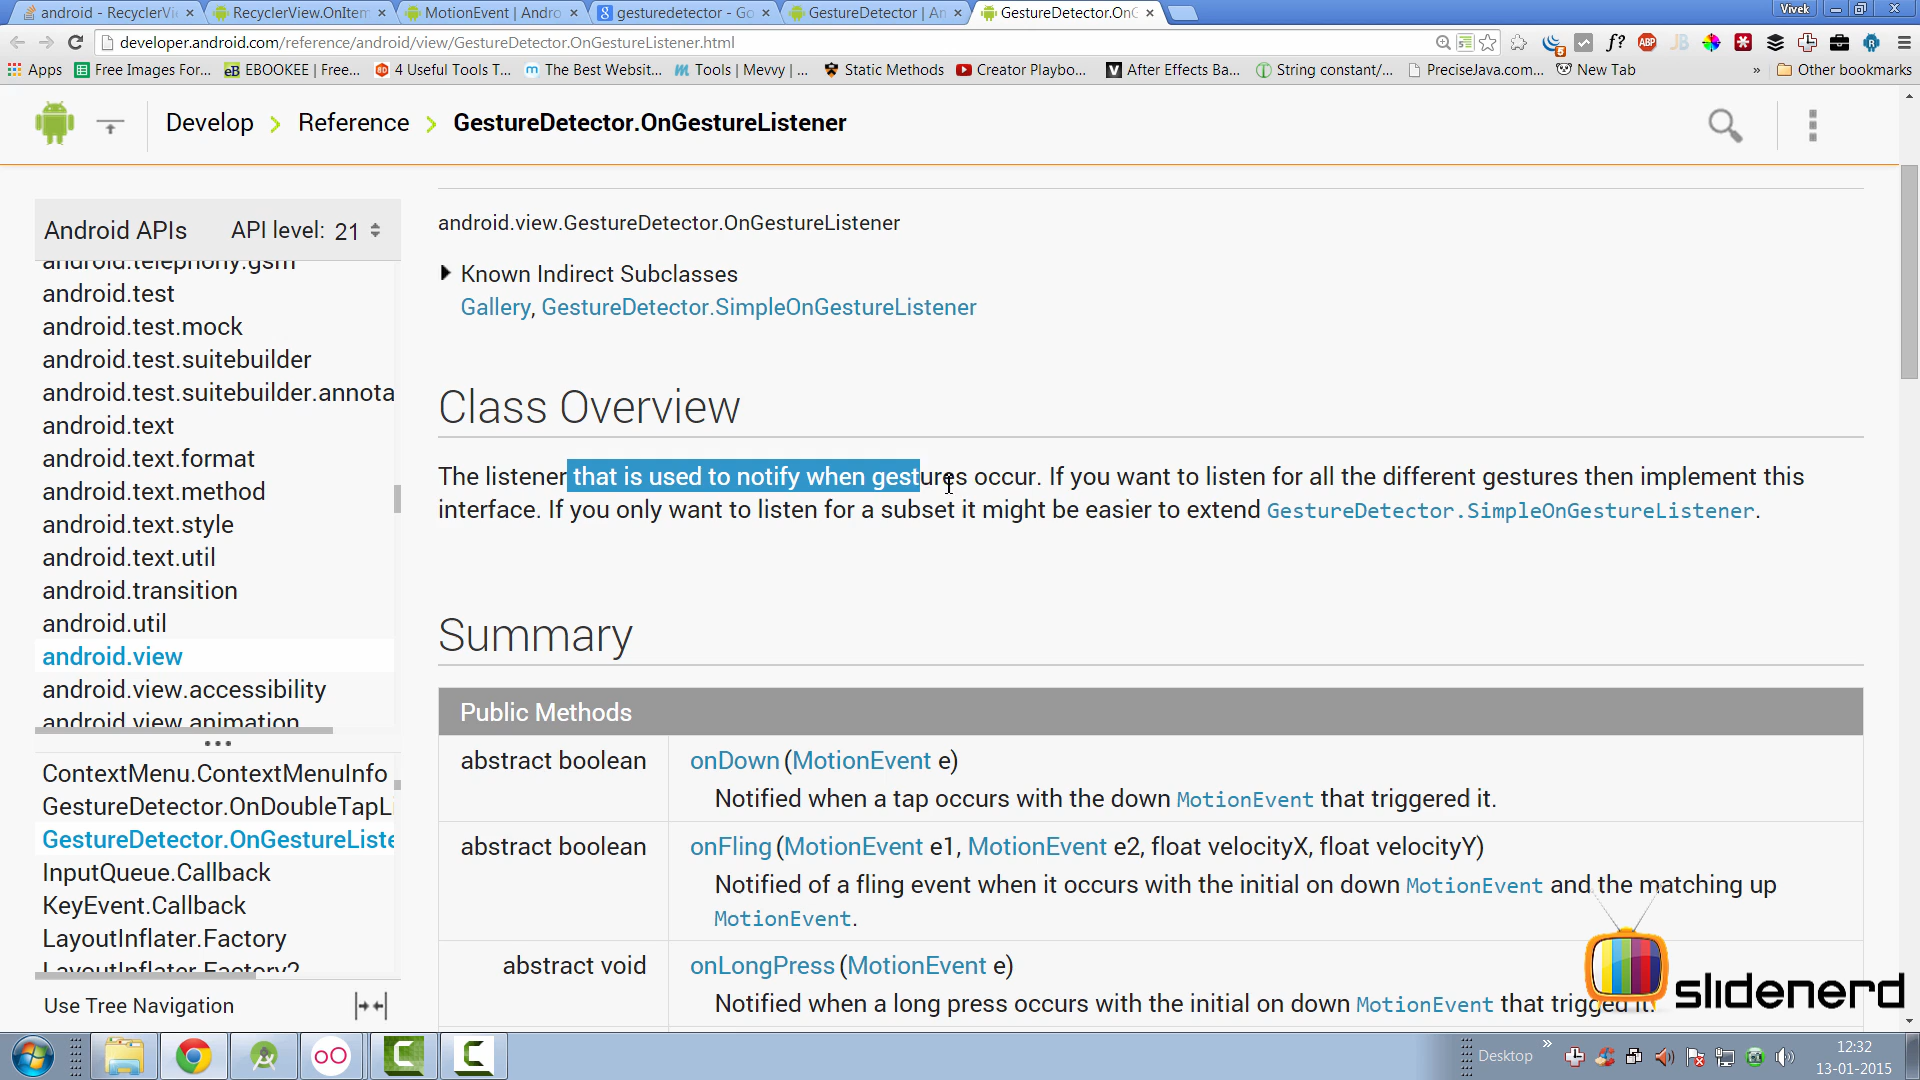 android - RecyclerV
RecyclerView.OnItem
MotionEvent | Andro
gesturedetector - Go
GestureDetector | An
GestureDetector.OnG
Vivek
developer.android.com/reference/android/view/GestureDetector.OnGestureListener.html
Apps
Free Images For...
EBOOKEE | Free...
4 Useful Tools T...
The Best Websit...
Tools | Mevvy | ...
Static Methods
Creator Playbo...
After Effects Ba...
String constant/...
PreciseJava.com...
New Tab
»
Other bookmarks
Develop > Reference > GestureDetector.OnGestureListener
Android APIs API level: 21
android.telephony.gsm
android.test
android.test.mock
android.test.suitebuilder
android.test.suitebuilder.annota
android.text
android.text.format
android.text.method
android.text.style
android.text.util
android.transition
android.util
android.view
android.view.accessibility
android.view.animation
ContextMenu.ContextMenuInfo
GestureDetector.OnDoubleTapLi
GestureDetector.OnGestureListe
InputQueue.Callback
KeyEvent.Callback
LayoutInflater.Factory
LayoutInflater.Factory2
Use Tree Navigation
android.view.GestureDetector.OnGestureListener
Known Indirect Subclasses
Gallery, GestureDetector.SimpleOnGestureListener
Class Overview
The listener that is used to notify when gestures occur. If you want to listen for all the different gestures then implement this
interface. If you only want to listen for a subset it might be easier to extend GestureDetector.SimpleOnGestureListener.
Summary
Public Methods
abstract boolean onDown (MotionEvent e)
Notified when a tap occurs with the down MotionEvent that triggered it.
abstract boolean onFling (MotionEvent e1, MotionEvent e2, float velocityX, float velocityY)
Notified of a fling event when it occurs with the initial on down MotionEvent and the matching up
MotionEvent.
abstract void onLongPress (MotionEvent e)
Notified when a long press occurs with the initial on down MotionEvent that trigged it.
slidenerd
Desktop
»
12:32
13-01-2015